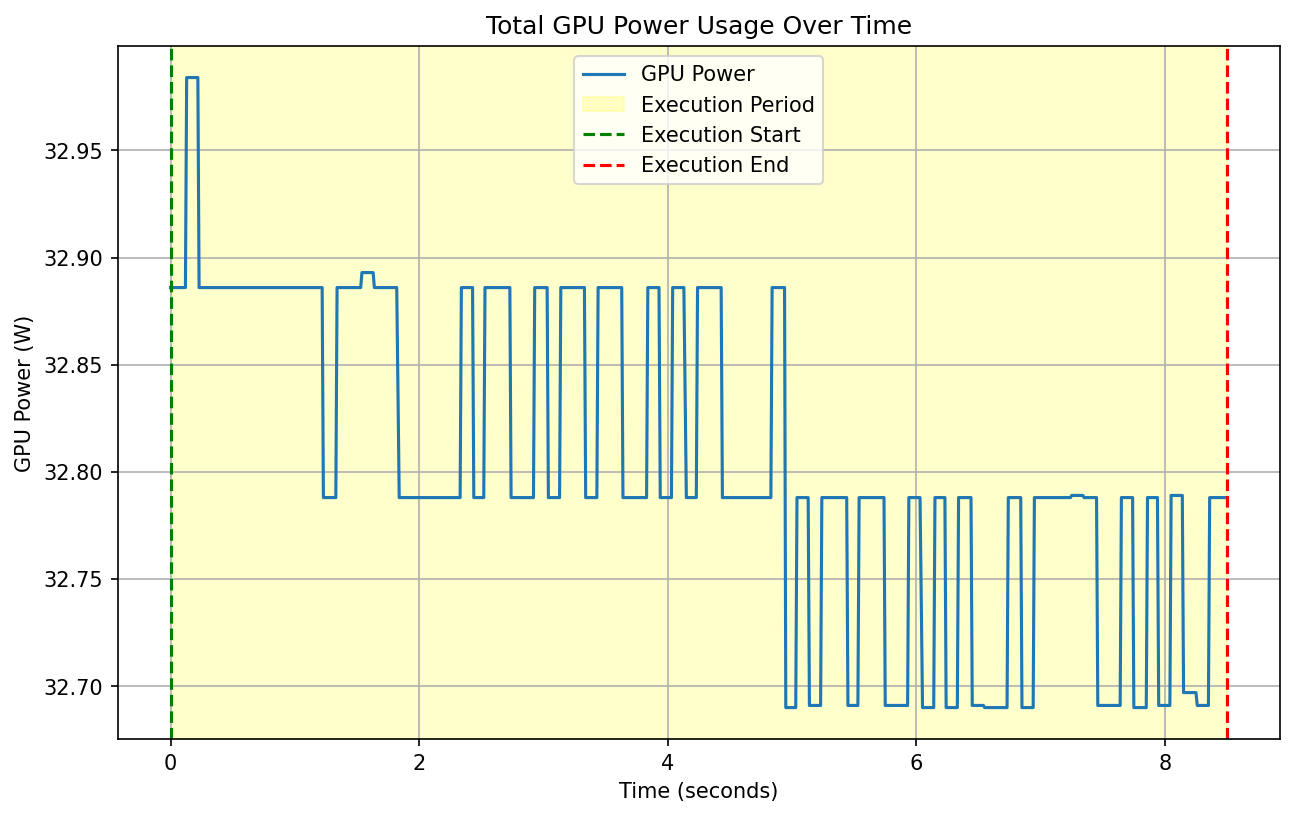 Total GPU Power Usage Over Time
GPU Power
Execution Period
Execution Start
Execution End
GPU Power (W)
32.95
32.90
32.85
32.80
32.75
32.70
0 2 4 6 8
Time (seconds)